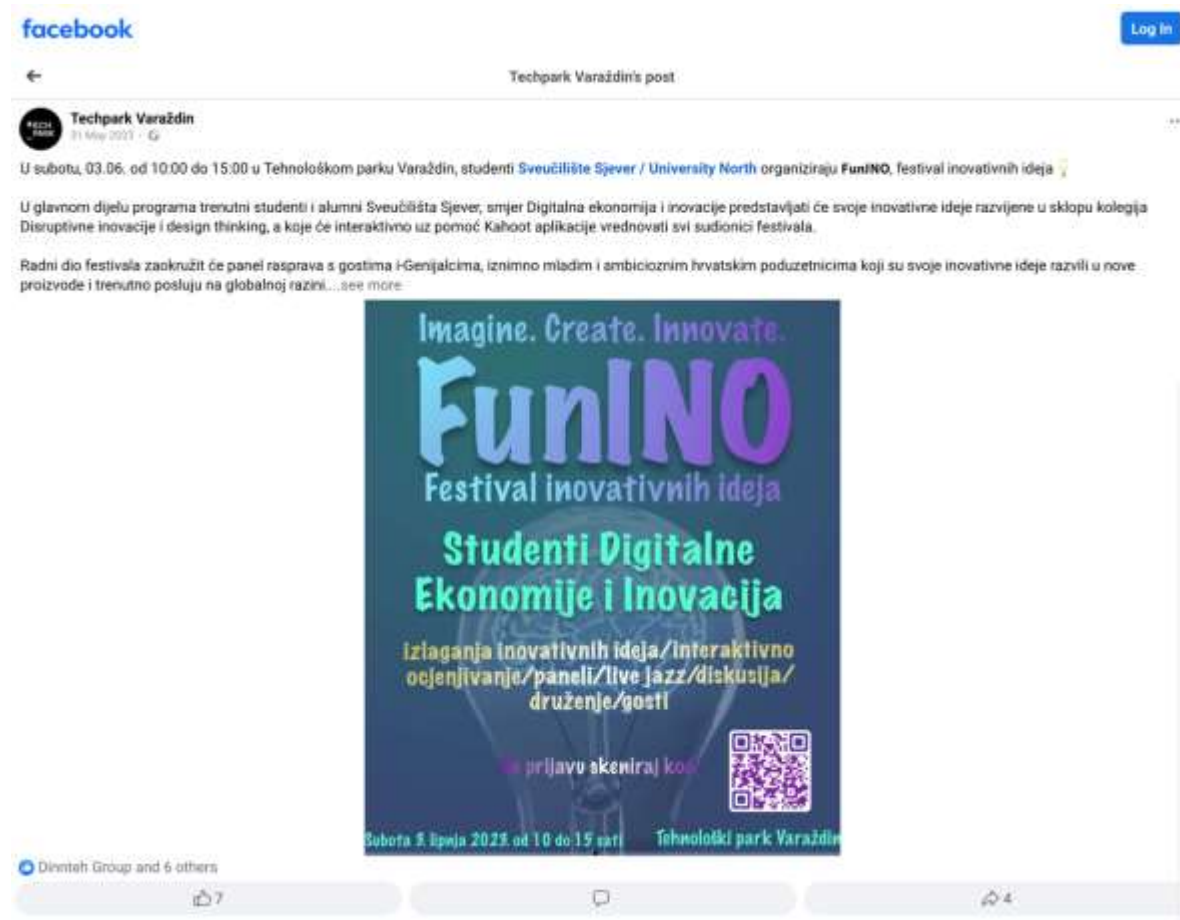 facebook
Log In
Techpark Varaždin's post
TECH
PARK
Techpark Varaždin
31 May 2023
U subotu, 03.06. od 10:00 do 15:00 u Tehnološkom parku Varaždin, studenti Sveučilište Sjever / University North organiziraju FunINO, festival inovativnih ideja
U glavnom dijelu programa trenutni studenti i alumni Sveučilišta Sjever, smjer Digitalna ekonomija i inovacije predstavljati će svoje inovativne ideje razvijene u sklopu kolegija
Disruptivne inovacije i design thinking, a koje će interaktivno uz pomoć Kahoot aplikacije vrednovati svi sudionici festivala.
Radni dio festivala zaokružit će panel rasprava s gostima i-Genijalcima, iznimno mladim i ambicioznim hrvatskim poduzetnicima koji su svoje inovativne ideje razvili u nove
proizvode i trenutno posluju na globalnoj razini....see more
Imagine. Create. Innovate.
FunINO
Festival inovativnih ideja
Studenti Digitalne
Ekonomije i Inovacija
izlaganja inovativnih ideja/interaktivno
ocjenjivanje/paneli/live jazz/diskusija/
druženje/gosti
prijavu skeniraj kod
Subota 3. lipnja 2023. od 10 do 15 sati
Tehnološki park Varaždin
Dinnteh Group and 6 others
7
4